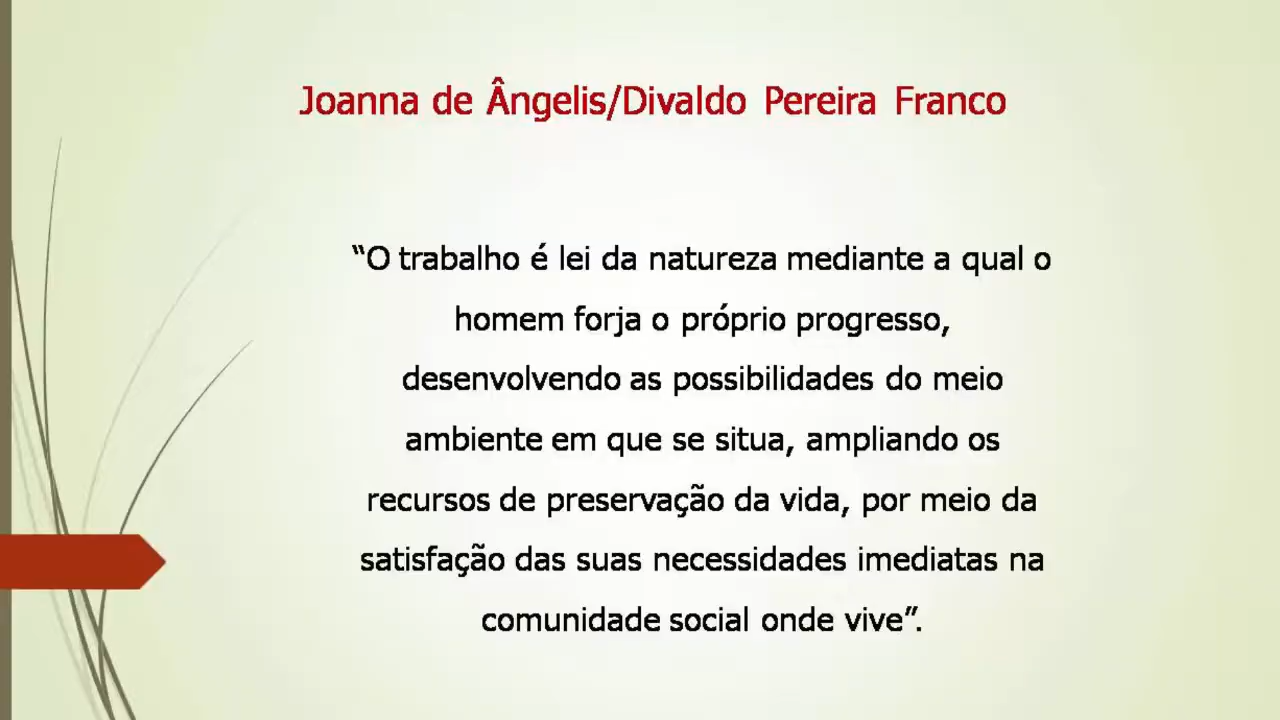 Joanna de Ângelis/Divaldo Pereira Franco
“O trabalho é lei da natureza mediante a qual o
homem forja o próprio progresso,
desenvolvendo as possibilidades do meio
ambiente em que se situa, ampliando os
recursos de preservação da vida, por meio da
satisfação das suas necessidades imediatas na
comunidade social onde vive”.